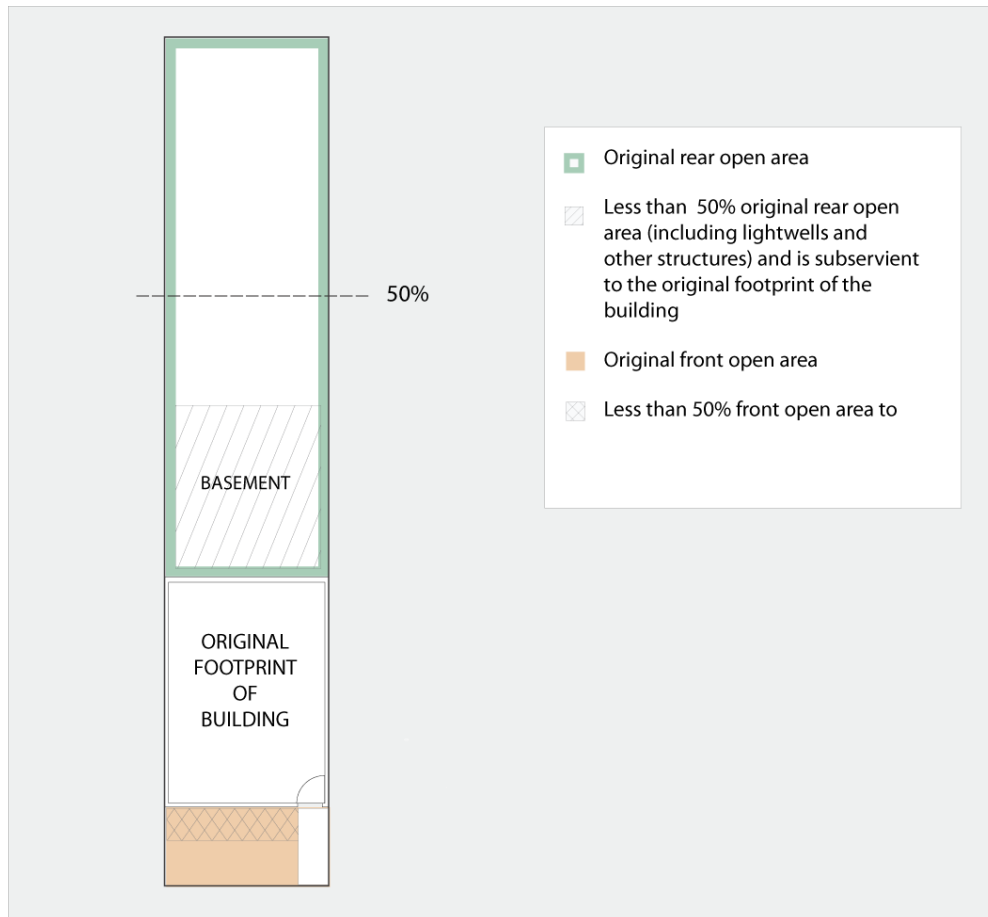 50%
BASEMENT
ORIGINAL
FOOTPRINT
OF
BUILDING
Original rear open area
Less than 50% original rear open
area (including lightwells and
other structures) and is subservient
to the original footprint of the
building
Original front open area
Less than 50% front open area to